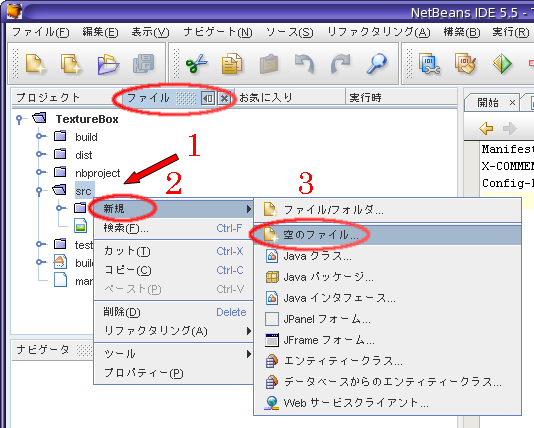 NetBeans IDE 5.5 - T
ファイル(F) 編集(E) 表示(V) ナビゲート(N) ソース(S) リファクタリング(A) 構築(B) 実行(R)
プロジェクト ファイル お気に入り 実行時
開始
TextureBox
build
dist
nbproject
src
test
build
man
Manifest
X-COMME
Config-
1
2
3
新規
検索(F)... Ctrl-F
カット(T) Ctrl-X
コピー(C) Ctrl-C
ペースト(P) Ctrl-V
削除(D) Delete
リファクタリング(A)
ツール
プロパティー(P)
ファイル/フォルダ...
空のファイル...
Java クラス...
Java パッケージ...
Java インタフェース...
JPanel フォーム...
JFrame フォーム...
エンティティークラス...
データベースからのエンティティークラス...
Web サービスクライアント...
ナビゲータ